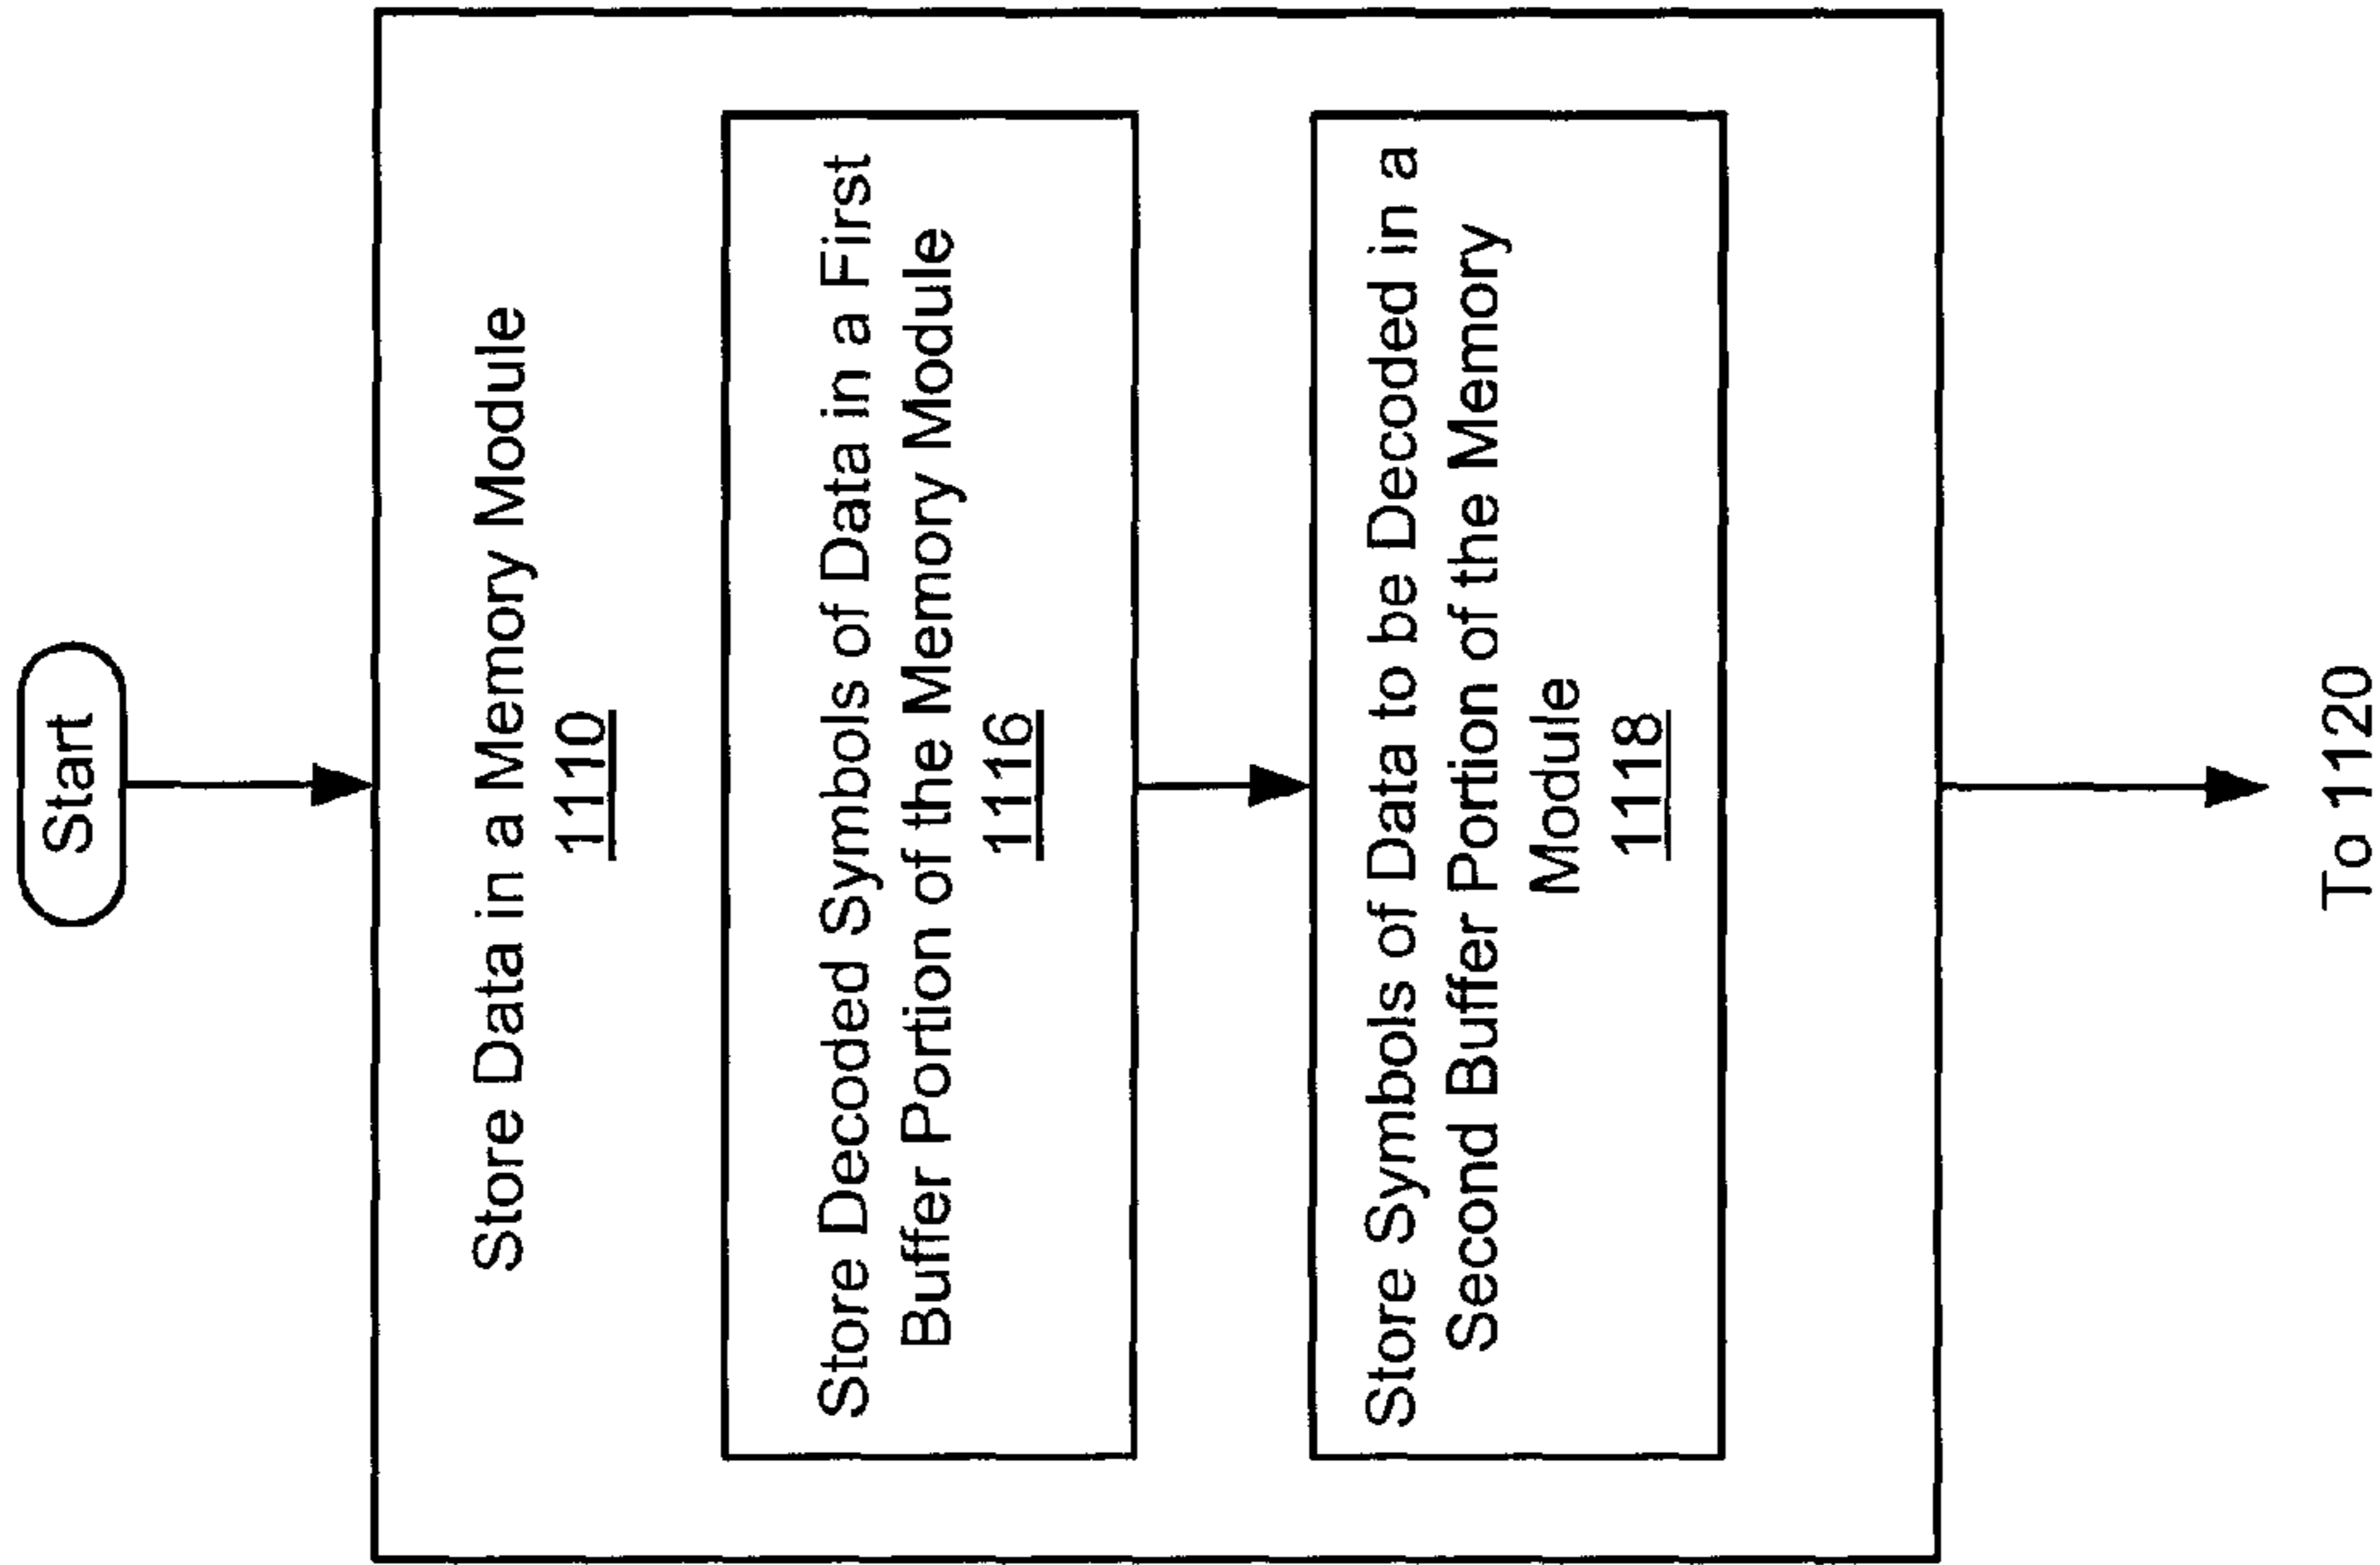 Start
Store Data in a Memory Module
1110
Store Decoded Symbols of Data in a First
Buffer Portion of the Memory Module
1116
Store Symbols of Data to be Decoded in a
Second Buffer Portion of the Memory
Module
1118
To 1120